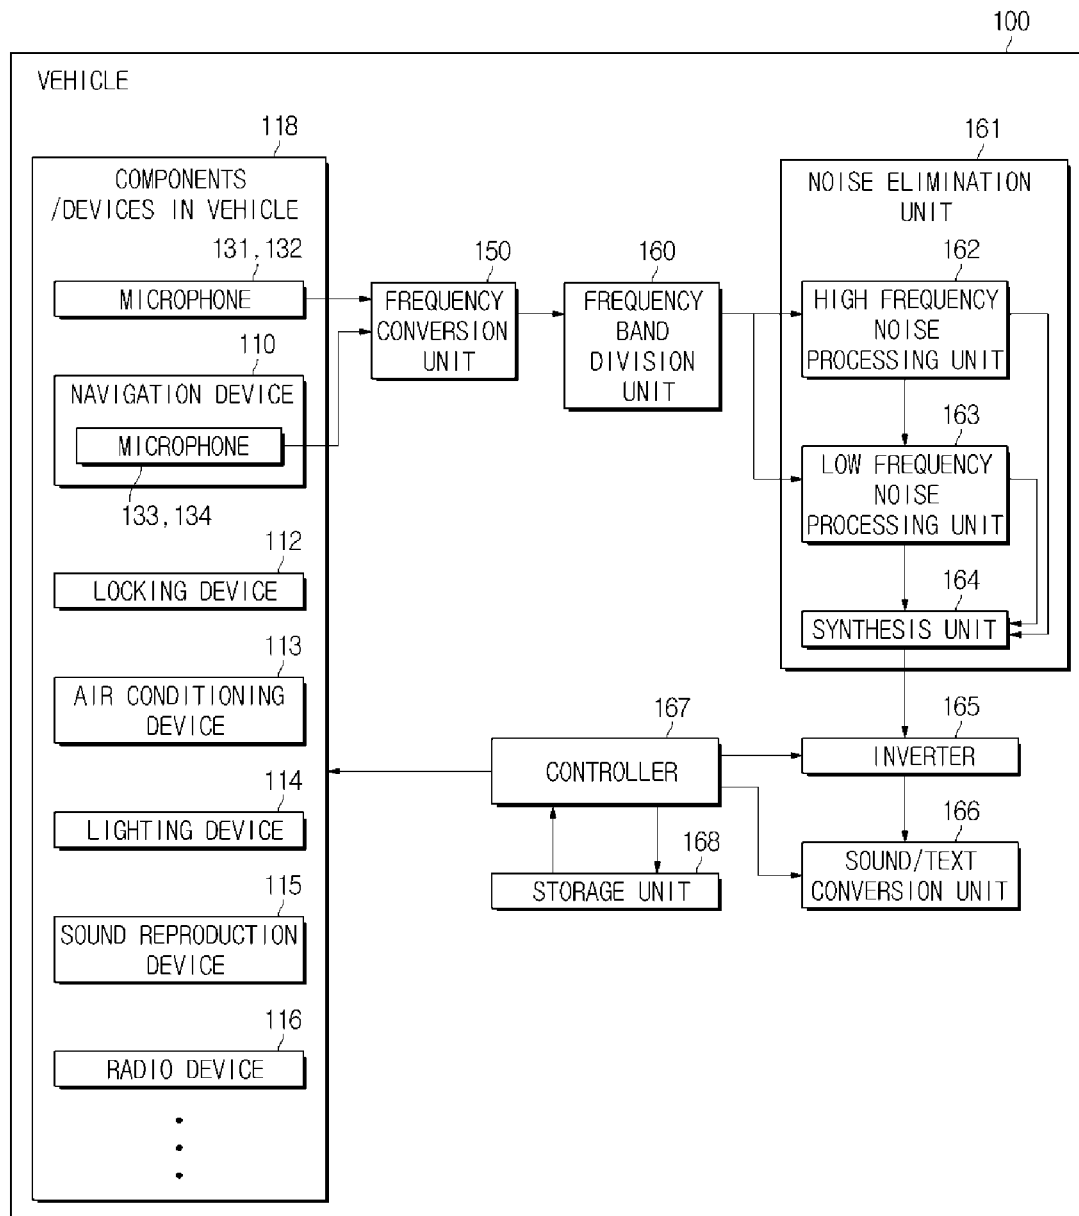 100
VEHICLE
118
COMPONENTS
/DEVICES IN VEHICLE
131, 132
MICROPHONE
110
NAVIGATION DEVICE
MICROPHONE
133, 134
112
LOCKING DEVICE
113
AIR CONDITIONING
DEVICE
114
LIGHTING DEVICE
115
SOUND REPRODUCTION
DEVICE
116
RADIO DEVICE
150
FREQUENCY
CONVERSION
UNIT
160
FREQUENCY
BAND
DIVISION
UNIT
161
NOISE ELIMINATION
UNIT
162
HIGH FREQUENCY
NOISE
PROCESSING UNIT
163
LOW FREQUENCY
NOISE
PROCESSING UNIT
164
SYNTHESIS UNIT
165
INVERTER
166
SOUND/TEXT
CONVERSION UNIT
167
CONTROLLER
168
STORAGE UNIT